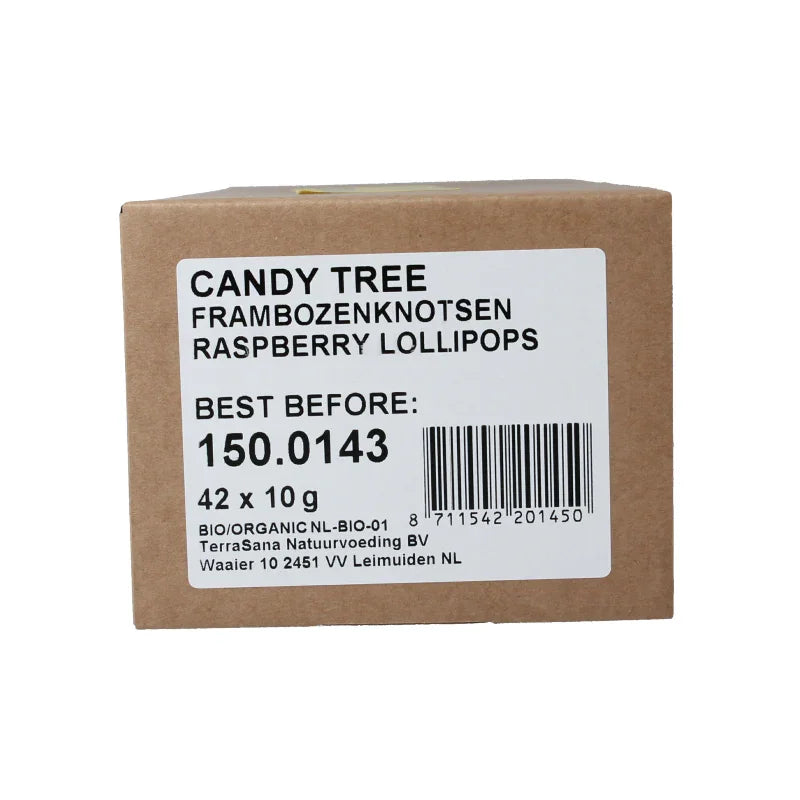 CANDY TREE
FRAMBOZENKNOTSEN
RASPBERRY LOLLIPOPS
BEST BEFORE:
150.0143
42 x 10 g
BIO/ORGANIC NL-BIO-01
TerraSana Natuurvoeding BV
Waaier 10 2451 VV Leimuiden NL
8 711542 201450